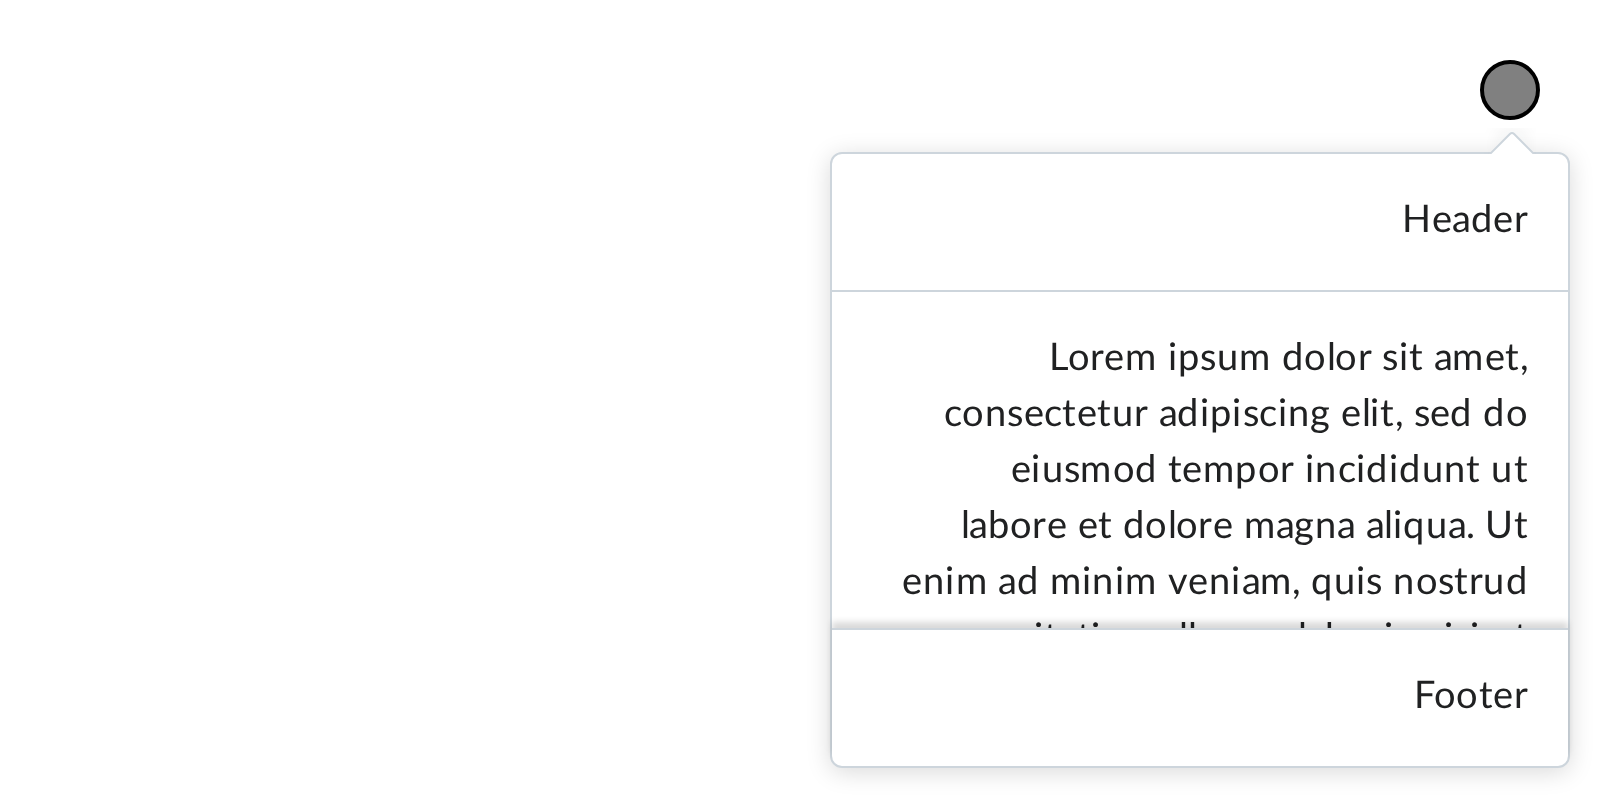 Header
Lorem ipsum dolor sit amet,
consectetur adipiscing elit, sed do
eiusmod tempor incididunt ut
labore et dolore magna aliqua. Ut
enim ad minim veniam, quis nostrud
Footer